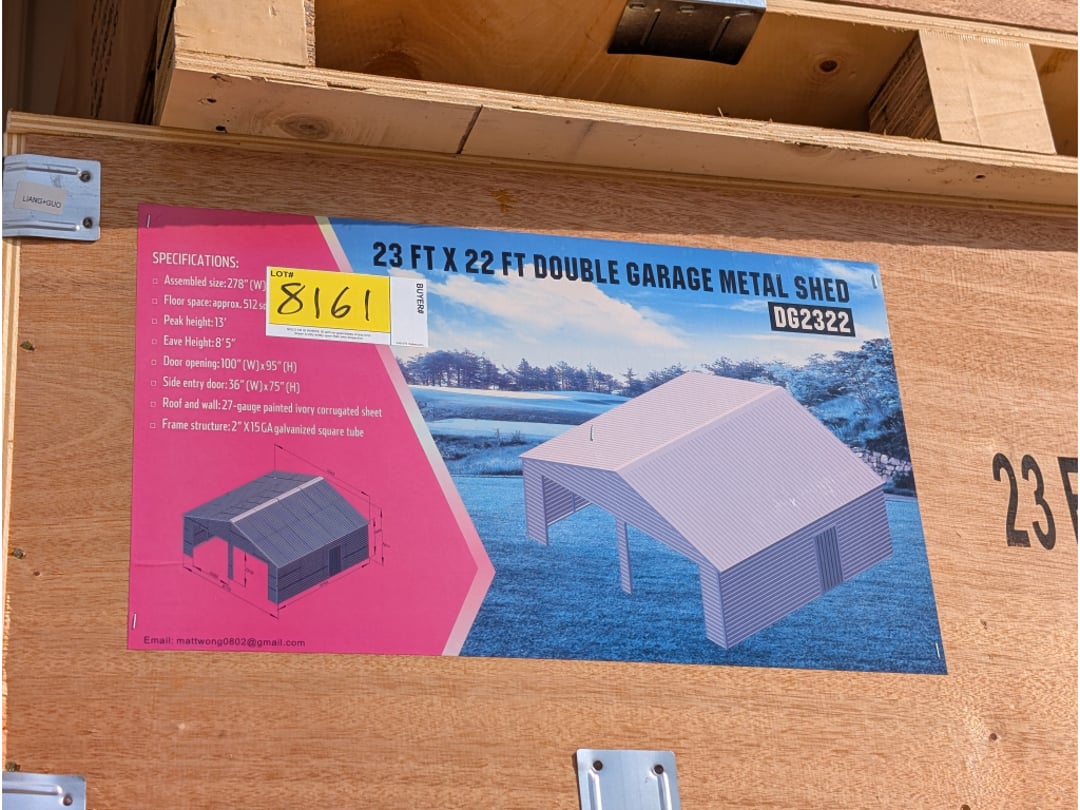 LIANG+GUO
23 FT X 22 FT DOUBLE GARAGE METAL SHED
DG2322
SPECIFICATIONS:
Assembled size: 278" (W)
Floor space: approx. 512
Peak height: 13'
Eave Height: 8' 5"
Door opening: 100" (W) x 95" (H)
Side entry door: 36" (W) x 75" (H)
Roof and wall: 27-gauge painted ivory corrugated sheet
Frame structure: 2" X 15 GA galvanized square tube
LOT#
8161
BUYER#
Email: mattwong0802@gmail.com
23 F